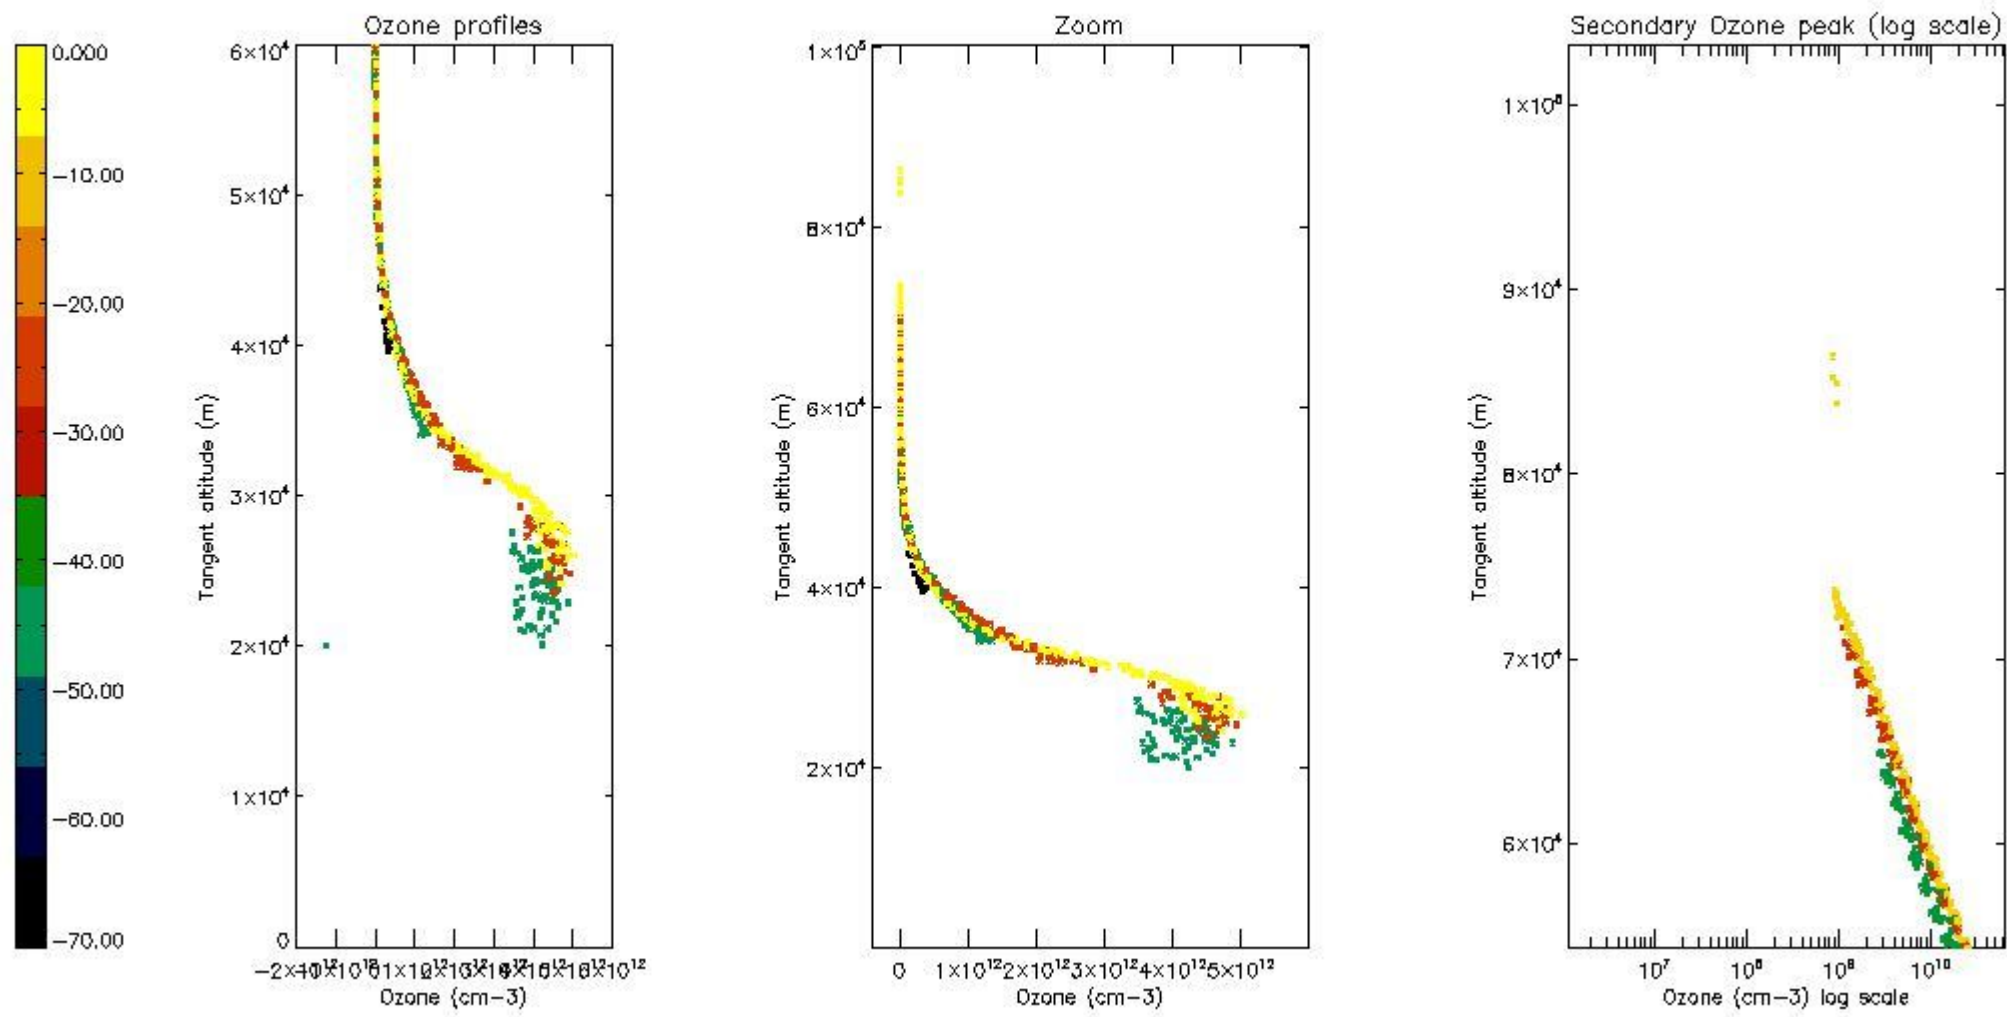 Ozone profiles
Zoom
Secondary Ozone peak (log scale)
0.000
-10.00
-20.00
-30.00
-40.00
-50.00
-60.00
-70.00
6×10⁴
5×10⁴
4×10⁴
3×10⁴
2×10⁴
1×10⁴
0
Tangent altitude (m)
Ozone (cm-3)
1×10⁵
8×10⁴
6×10⁴
4×10⁴
2×10⁴
Tangent altitude (m)
0 1×10¹² 2×10¹² 3×10¹² 4×10¹² 5×10¹²
Ozone (cm-3)
9×10⁴
8×10⁴
7×10⁴
6×10⁴
Tangent altitude (m)
10⁷ 10⁸ 10⁹ 10¹⁰
Ozone (cm-3) log scale